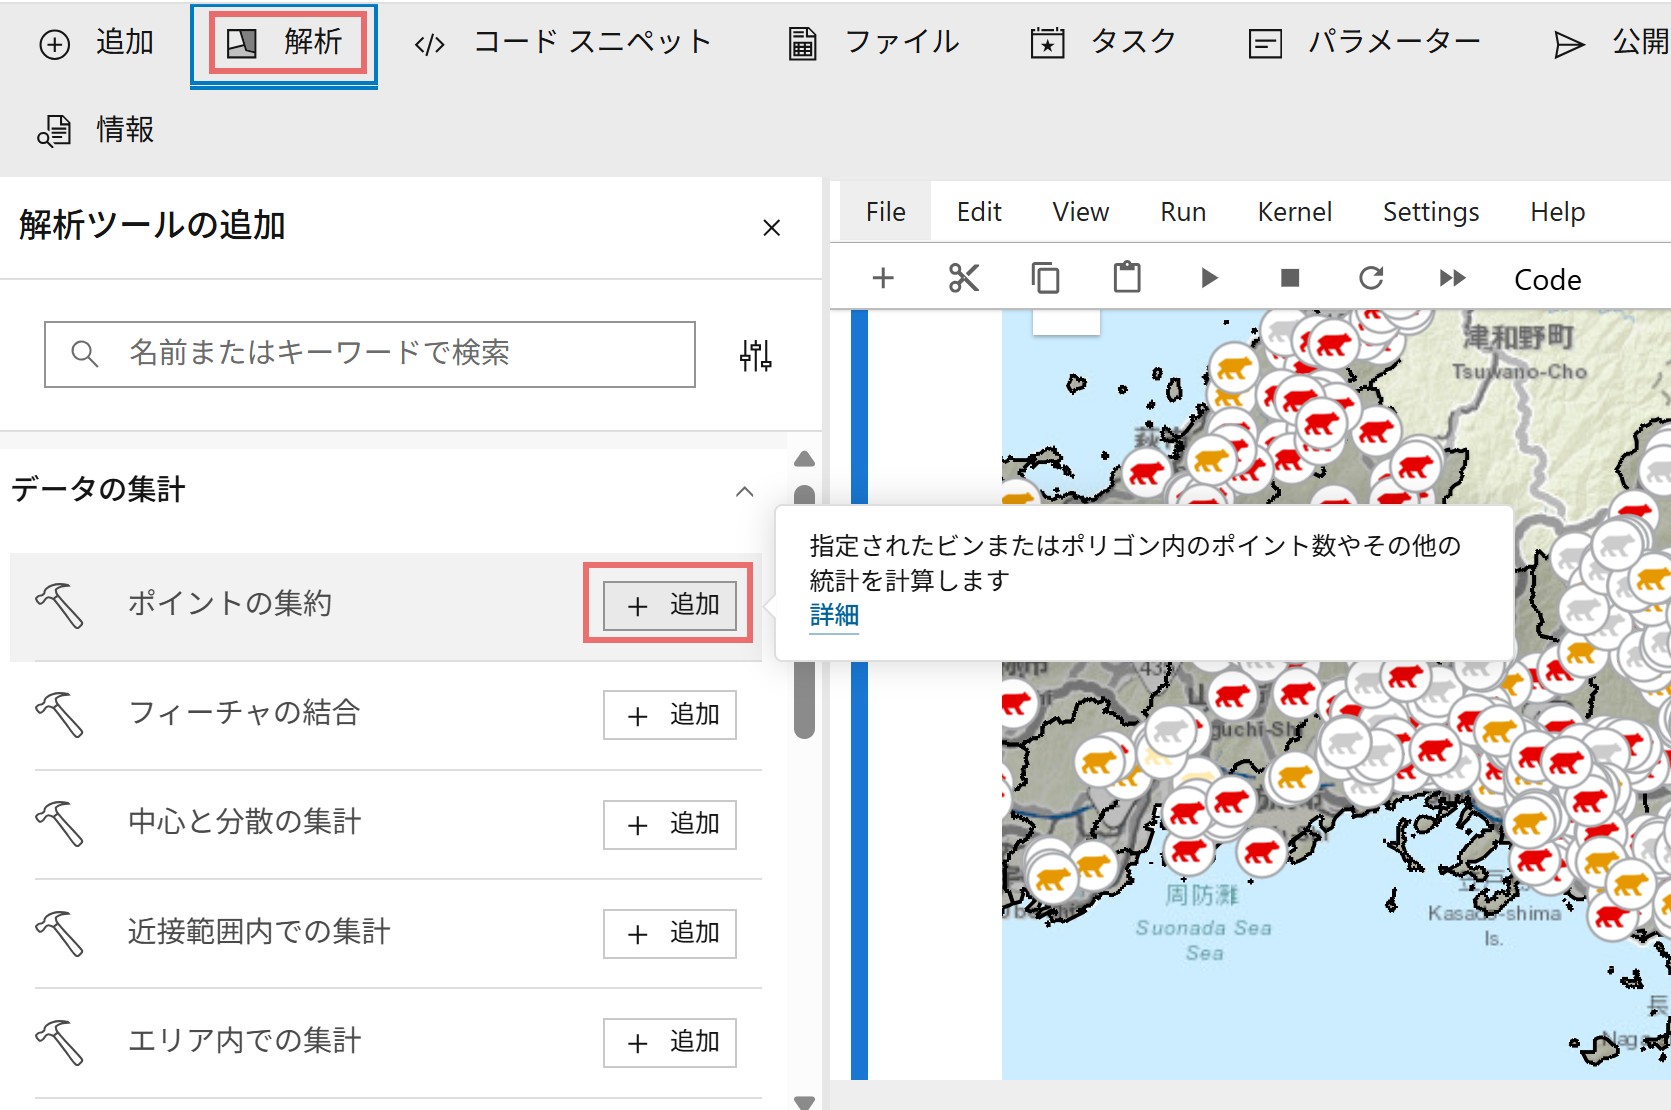 追加
解析
コード スニペット
ファイル
タスク
パラメーター
公開
情報
解析ツールの追加
名前またはキーワードで検索
データの集計
ポイントの集約
追加
フィーチャの結合
追加
中心と分散の集計
追加
近接範囲内での集計
追加
エリア内での集計
追加
指定されたビンまたはポリゴン内のポイント数やその他の
統計を計算します
詳細
File Edit View Run Kernel Settings Help
Code
津和野町
Tsuwano-Cho
周防灘
Suonada Sea
Sea
Is.